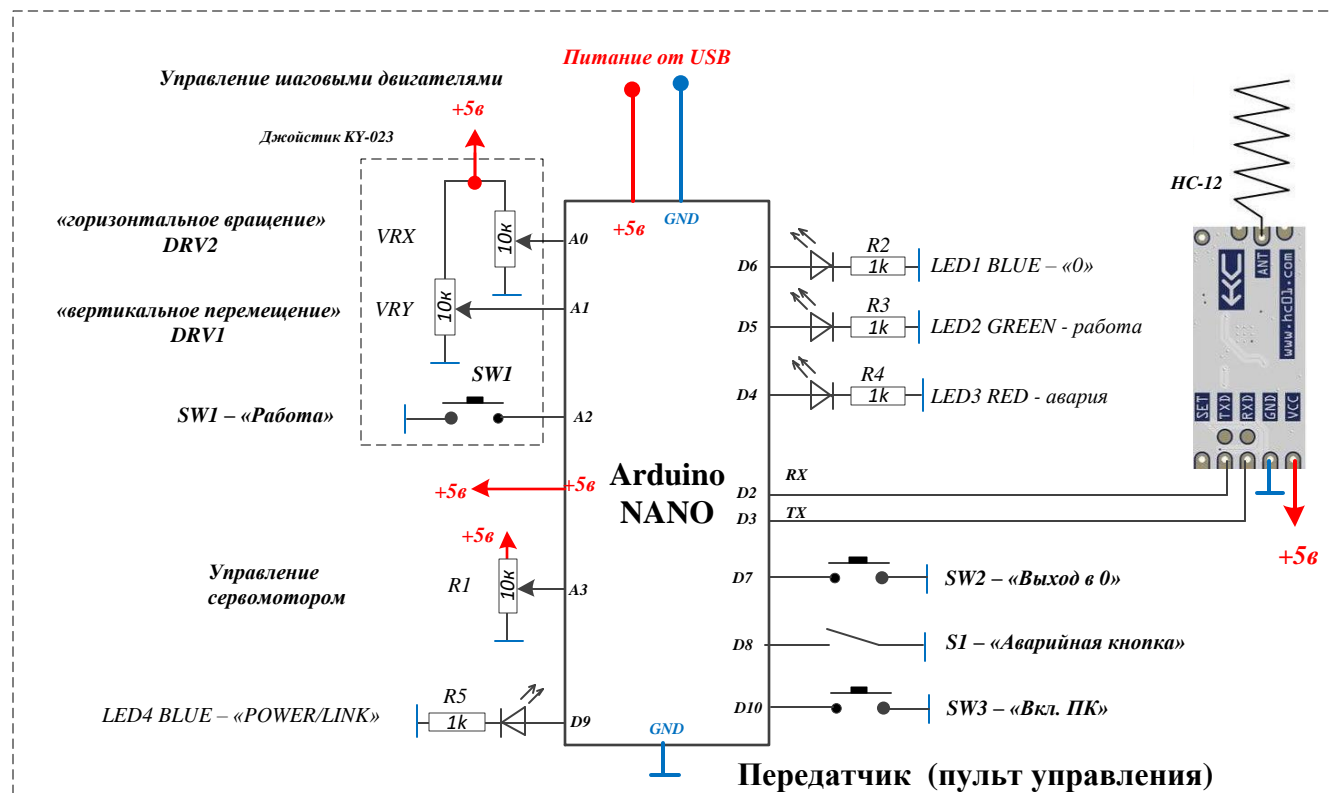 Питание от USB
Управление шаговыми двигателями
+5в
Джойстик KY-023
HC-12
«горизонтальное вращение»
DRV2
VRX
10к
A0
+5в
GND
D6
R2
1k
LED1 BLUE – «0»
ANT
www.hc01.com
HC
«вертикальное перемещение»
DRV1
VRY
10к
A1
D5
R3
1k
LED2 GREEN - работа
SW1
SW1 – «Работа»
A2
D4
R4
1k
LED3 RED - авария
SET
TXD
RXD
GND
VCC
+5в
+5в
Arduino
NANO
D2
RX
D3
TX
+5в
Управление
сервомотором
R1
+5в
10к
A3
D7
SW2 – «Выход в 0»
D8
S1 – «Аварийная кнопка»
LED4 BLUE – «POWER/LINK»
R5
1k
D9
D10
SW3 – «Вкл. ПК»
GND
Передатчик (пульт управления)